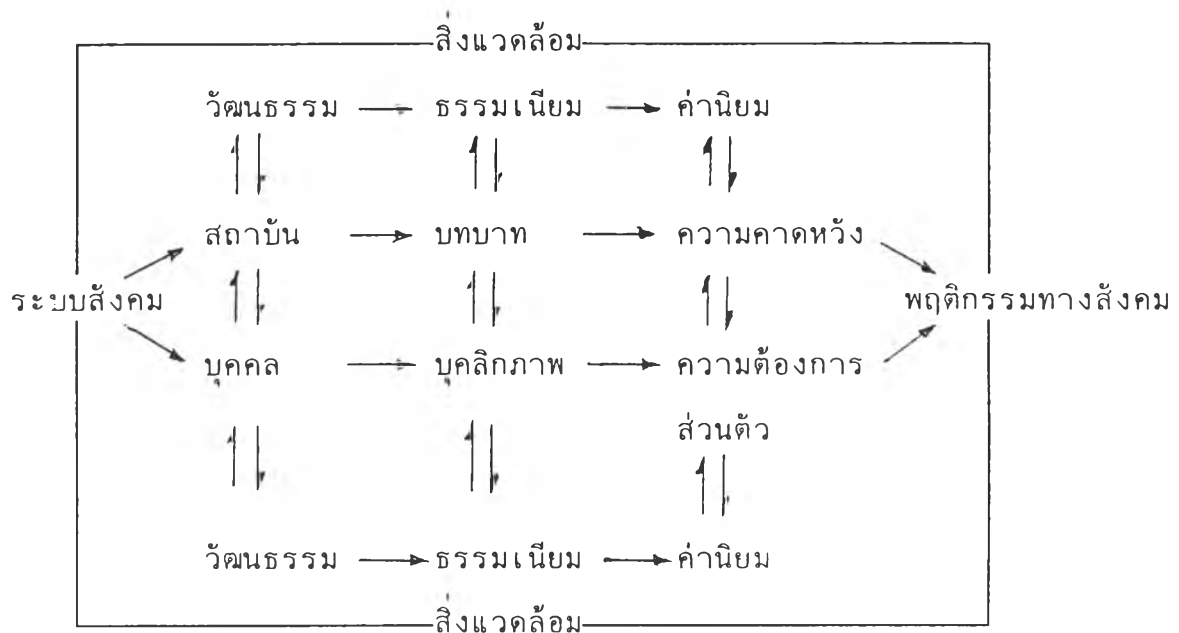 สิ่งแวดล้อม
วัฒนธรรม ธรรมเนียม ค่านิยม
สถาบัน บทบาท ความคาดหวัง
ระบบสังคม พฤติกรรมทางสังคม
บุคคล บุคลิกภาพ ความต้องการ
ส่วนตัว
วัฒนธรรม ธรรมเนียม ค่านิยม
สิ่งแวดล้อม